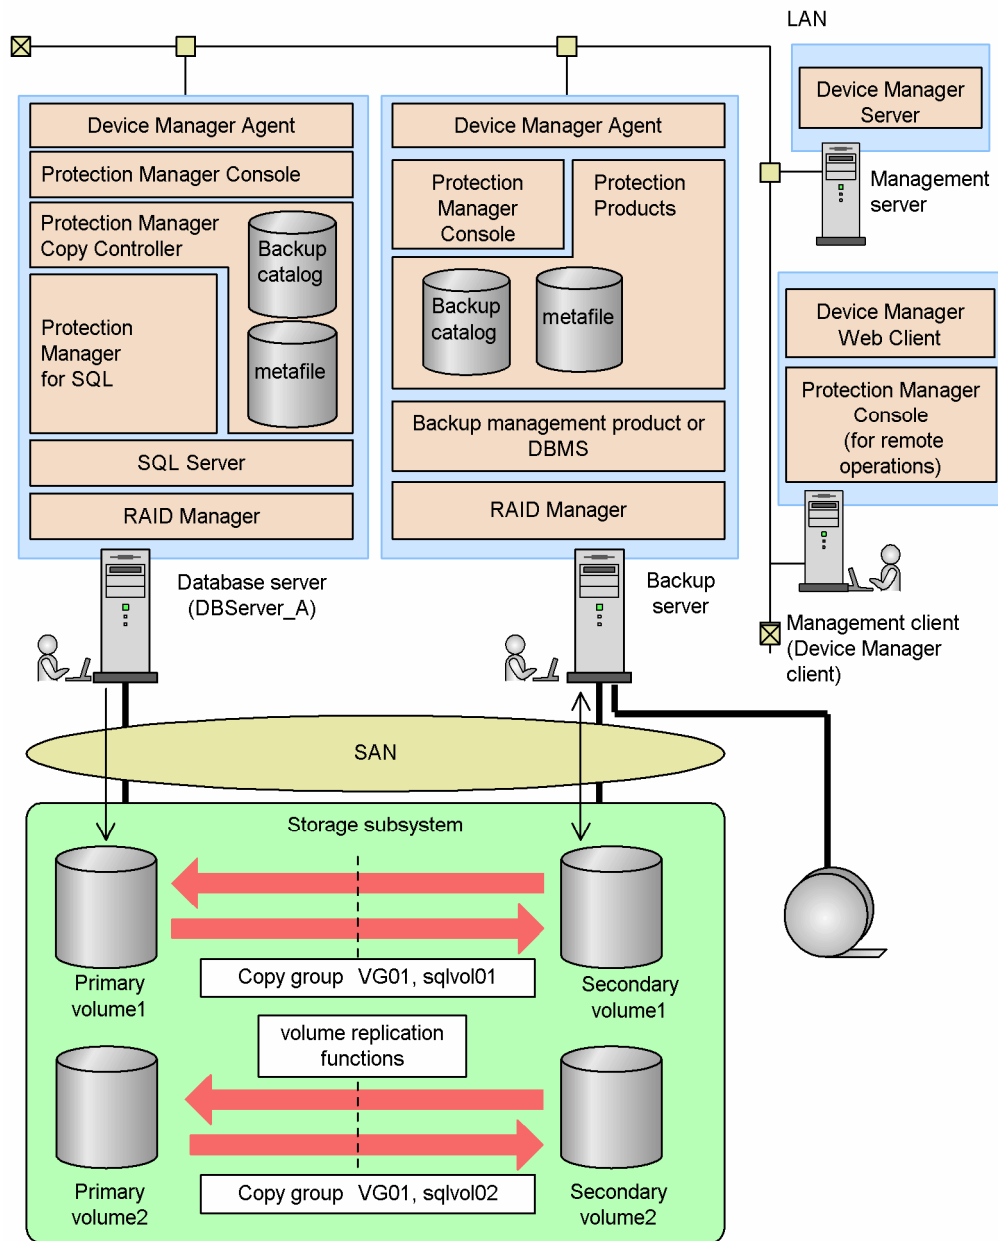 LAN
Device Manager
Server
Management
server
Device Manager Agent
Protection Manager Console
Protection Manager
Copy Controller
Backup
catalog
metafile
Protection
Manager
for SQL
SQL Server
RAID Manager
Database server
(DBServer_A)
Device Manager Agent
Protection
Manager
Console
Protection
Products
Backup
catalog
metafile
Backup management product or
DBMS
RAID Manager
Backup
server
Device Manager
Web Client
Protection Manager
Console
(for remote
operations)
Management client
(Device Manager
client)
SAN
Storage subsystem
Primary
volume1
Copy group VG01, sqlvol01
Secondary
volume1
volume replication
functions
Primary
volume2
Copy group VG01, sqlvol02
Secondary
volume2